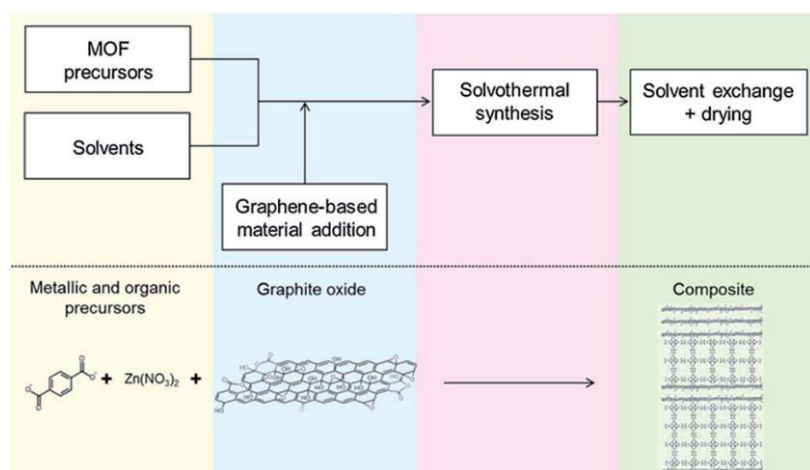 MOF
precursors
Solvents
Graphene-based
material addition
Solvothermal
synthesis
Solvent exchange
+ drying
Metallic and organic
precursors
Graphite oxide
Composite
+ Zn(NO₃)₂ +